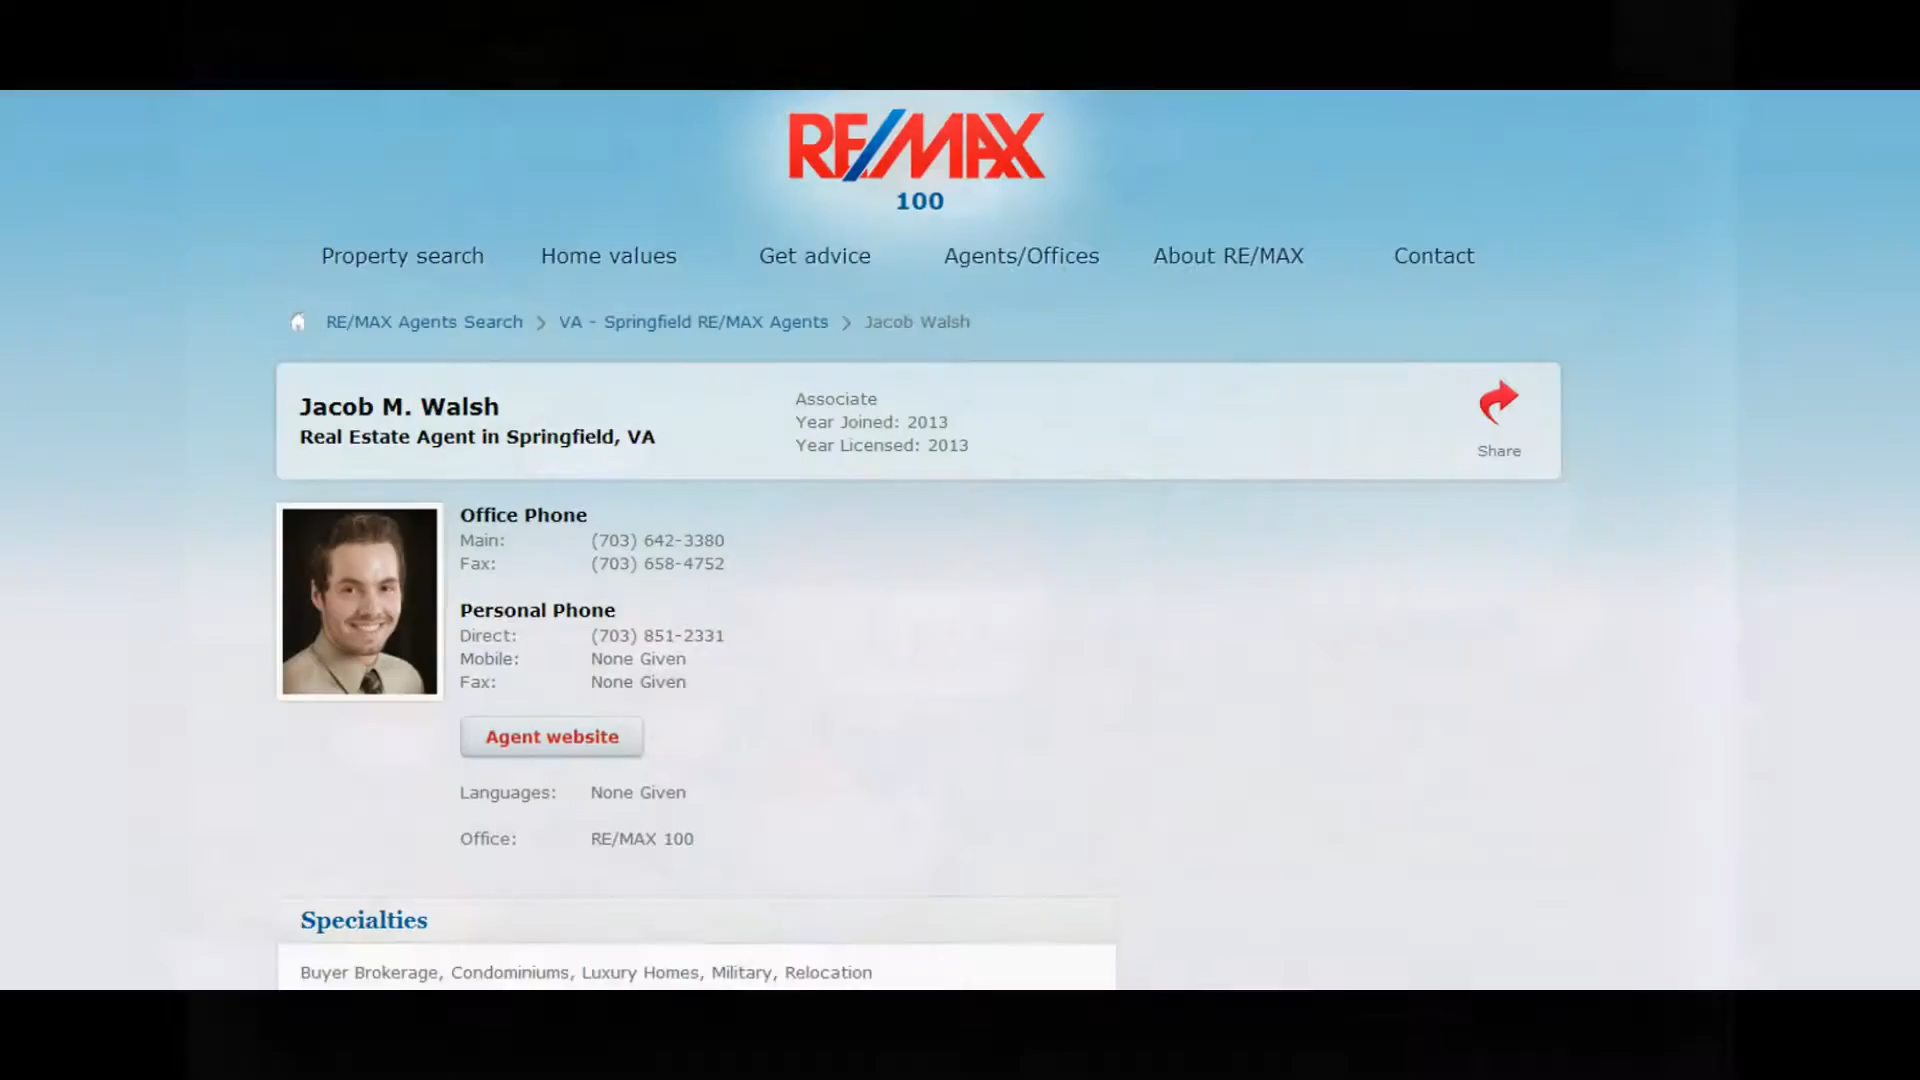 RE/MAX
100
Property search Home values Get advice Agents/Offices About RE/MAX Contact
RE/MAX Agents Search > VA - Springfield RE/MAX Agents > Jacob Walsh
Jacob M. Walsh
Real Estate Agent in Springfield, VA
Associate
Year Joined: 2013
Year Licensed: 2013
Share
Office Phone
Main: (703) 642-3380
Fax: (703) 658-4752
Personal Phone
Direct: (703) 851-2331
Mobile: None Given
Fax: None Given
Agent website
Languages: None Given
Office: RE/MAX 100
Specialties
Buyer Brokerage, Condominiums, Luxury Homes, Military, Relocation